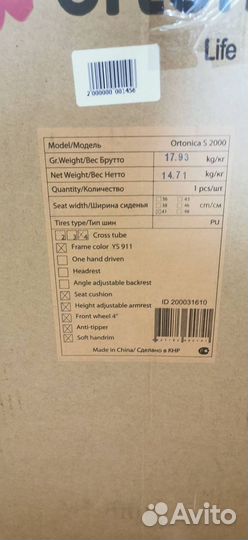 Life
2 000000 001456
Model/Модель Ortonica S 2000
Gr.Weight/Вес Брутто 17.93 kg/кг
Net Weight/Вес Нетто 14.71 kg/кг
Quantity/Количество 1 pcs/шт
Seat width/Ширина сиденья cm/см
Tires type/Тип шин PU
2 3 4 Cross tube
Frame color YS 911
One hand driven
Headrest
Angle adjustable backrest
Seat cushion
Height adjustable armrest
Front wheel 4"
Anti-tipper
Soft handrim
ID 200031610
Made in China/ Сделано в КНР
Avito